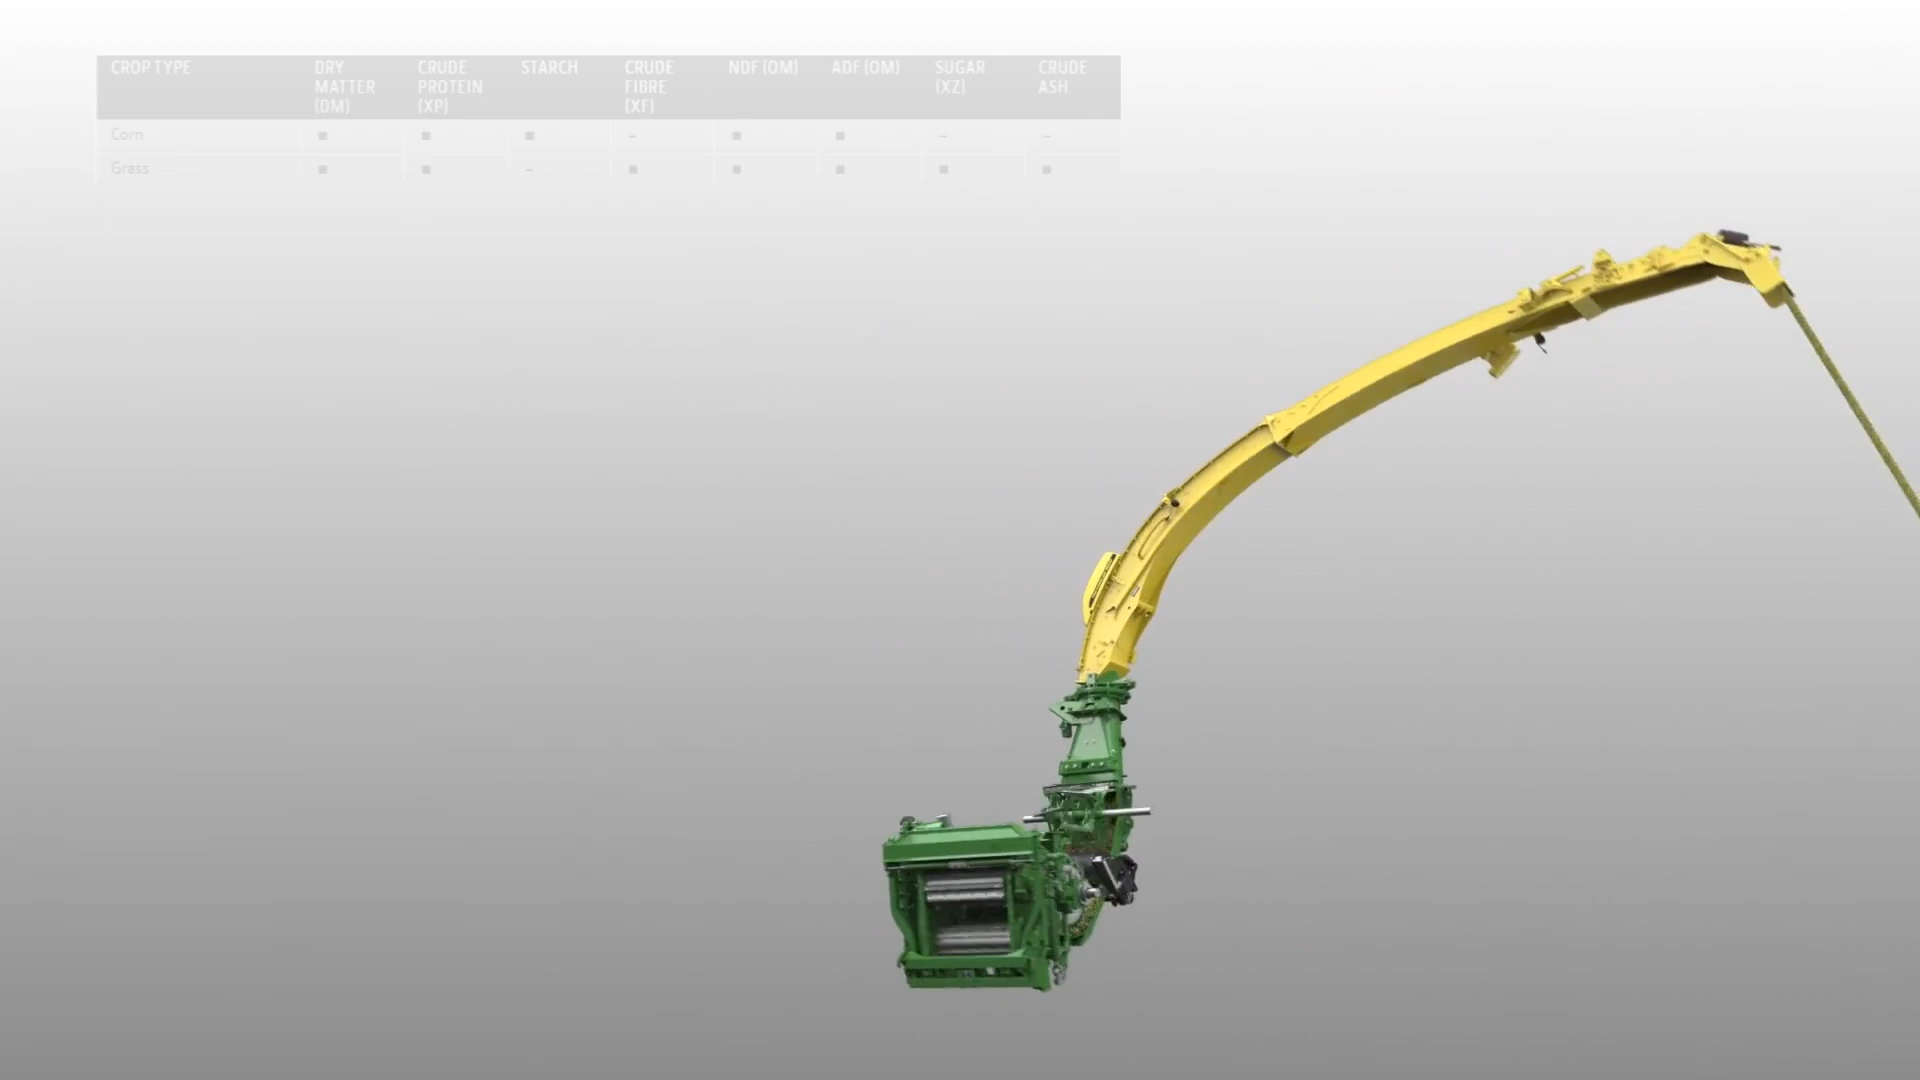 CROP TYPE DRY MATTER (DM) CRUDE PROTEIN (XP) STARCH CRUDE FIBRE (XF) NDF (OM) ADF (OM) SUGAR (XZ) CRUDE ASH
Corn ■ ■ ■ – ■ ■ – –
Grass ■ ■ – ■ ■ ■ ■ ■